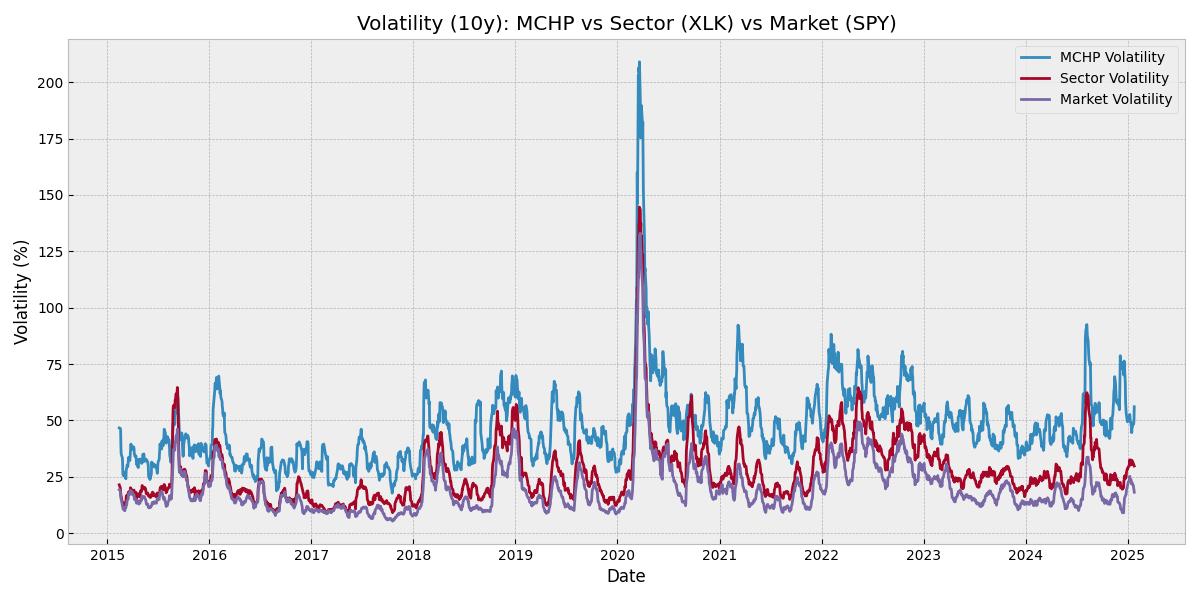 Volatility (10y): MCHP vs Sector (XLK) vs Market (SPY)
MCHP Volatility
Sector Volatility
Market Volatility
Volatility (%)
200
175
150
125
100
75
50
25
0
2015 2016 2017 2018 2019 2020 2021 2022 2023 2024 2025
Date